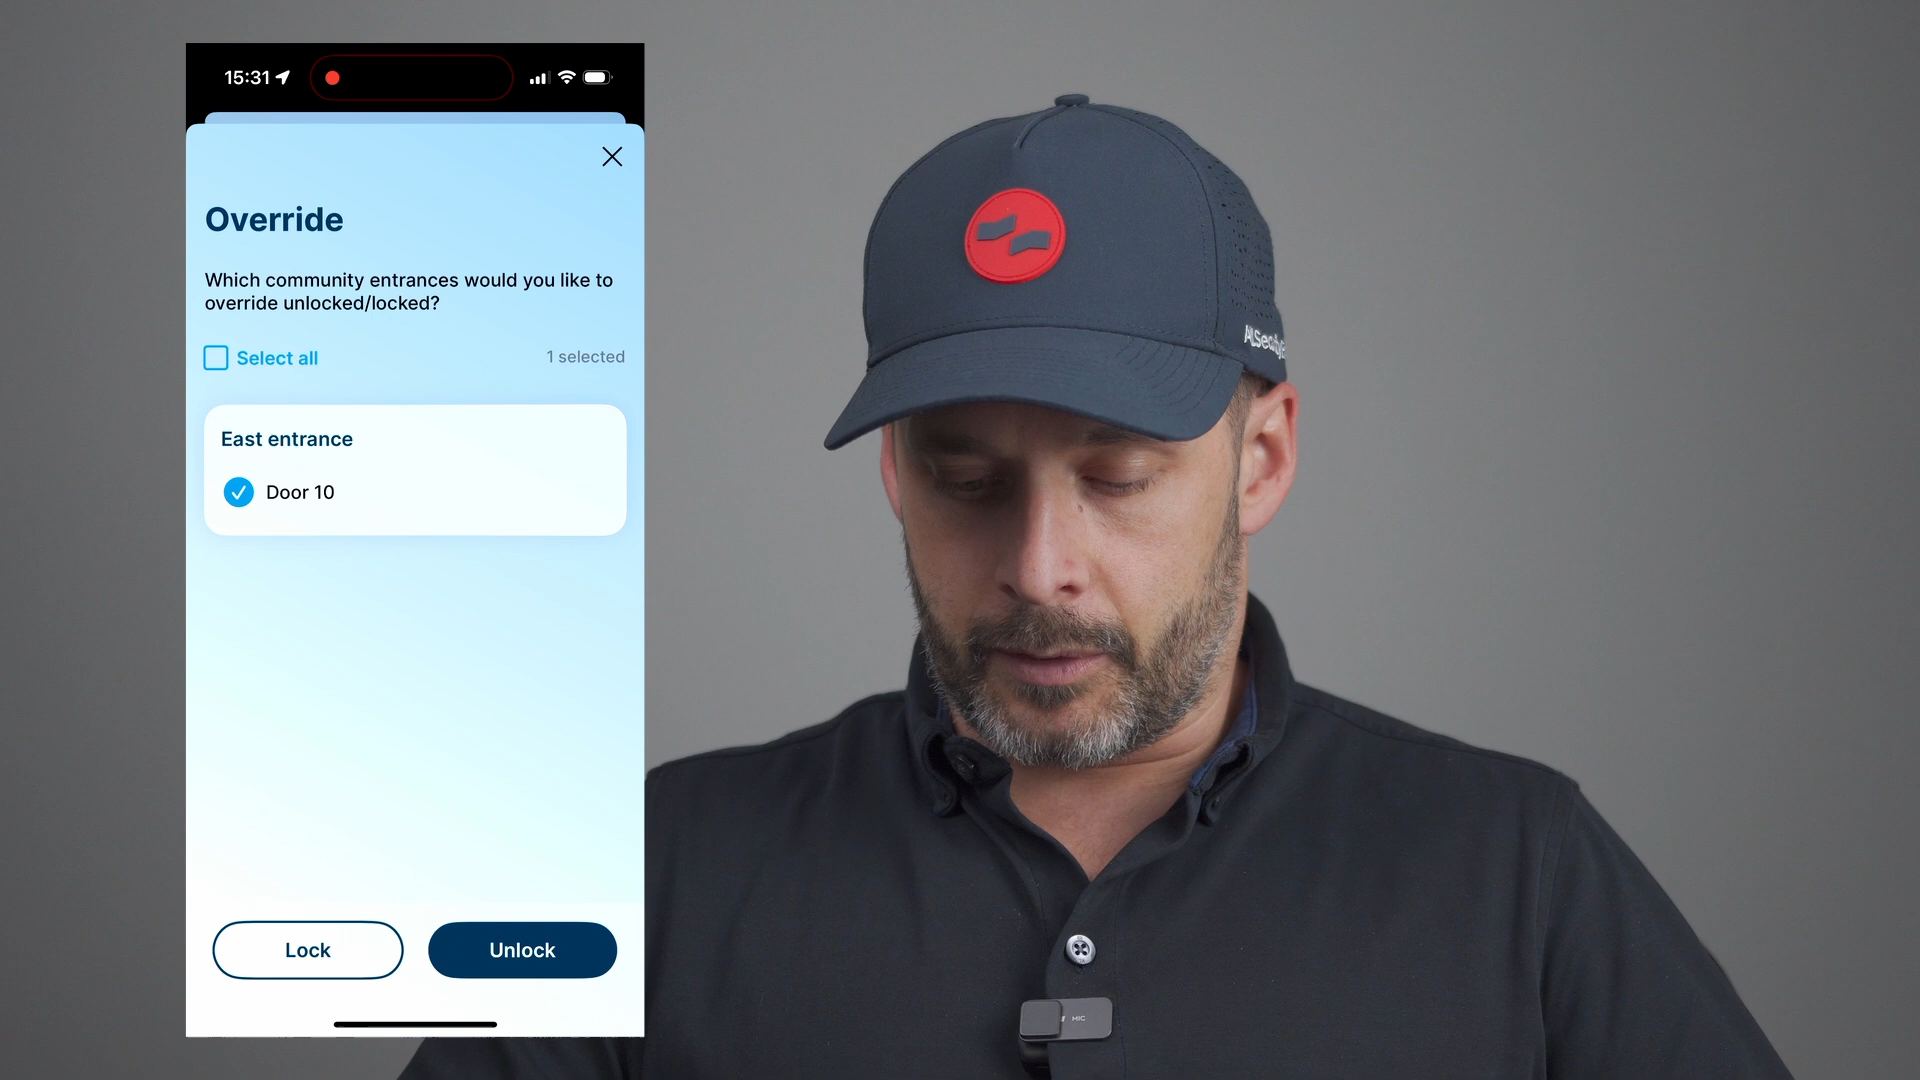 15:31
Override
Which community entrances would you like to
override unlocked/locked?
Select all
1 selected
East entrance
Door 10
Lock
Unlock
MIC